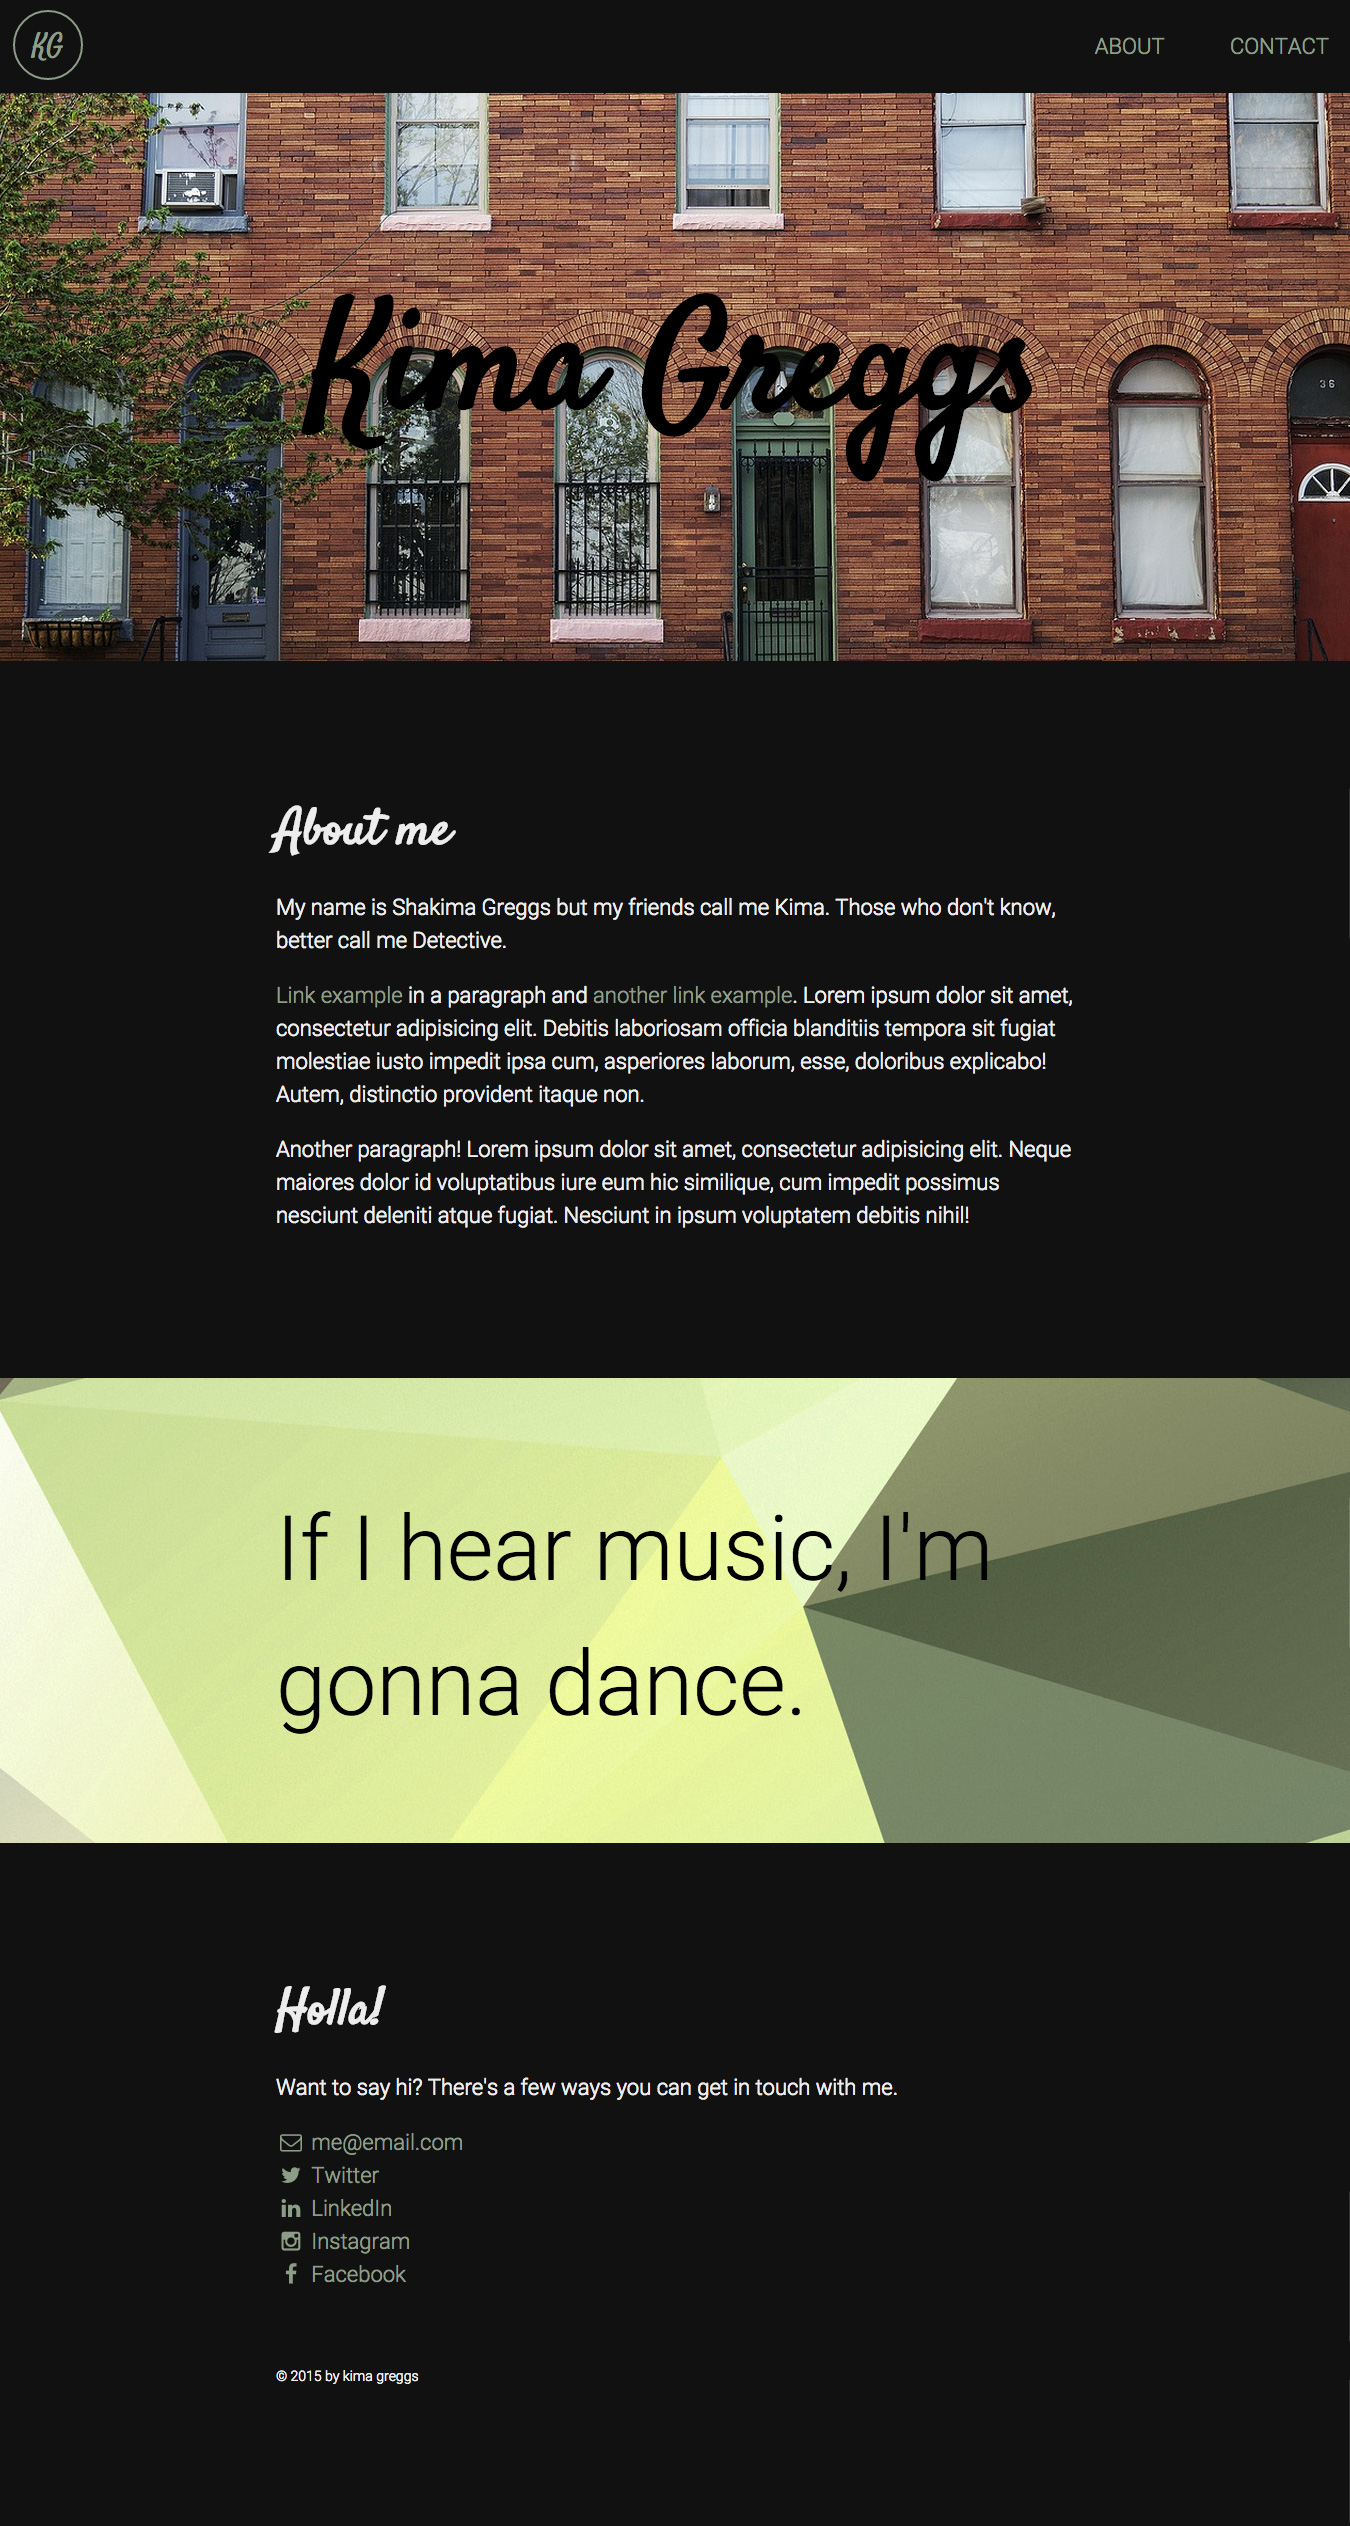 KG
ABOUT CONTACT
Kima Greggs
36
About me
My name is Shakima Greggs but my friends call me Kima. Those who don't know,
better call me Detective.
Link example in a paragraph and another link example. Lorem ipsum dolor sit amet,
consectetur adipisicing elit. Debitis laboriosam officia blanditiis tempora sit fugiat
molestiae iusto impedit ipsa cum, asperiores laborum, esse, doloribus explicabo!
Autem, distinctio provident itaque non.
Another paragraph! Lorem ipsum dolor sit amet, consectetur adipisicing elit. Neque
maiores dolor id voluptatibus iure eum hic similique, cum impedit possimus
nesciunt deleniti atque fugiat. Nesciunt in ipsum voluptatem debitis nihil!
If I hear music, I'm
gonna dance.
Holla!
Want to say hi? There's a few ways you can get in touch with me.
me@email.com
Twitter
LinkedIn
Instagram
Facebook
© 2015 by kima greggs